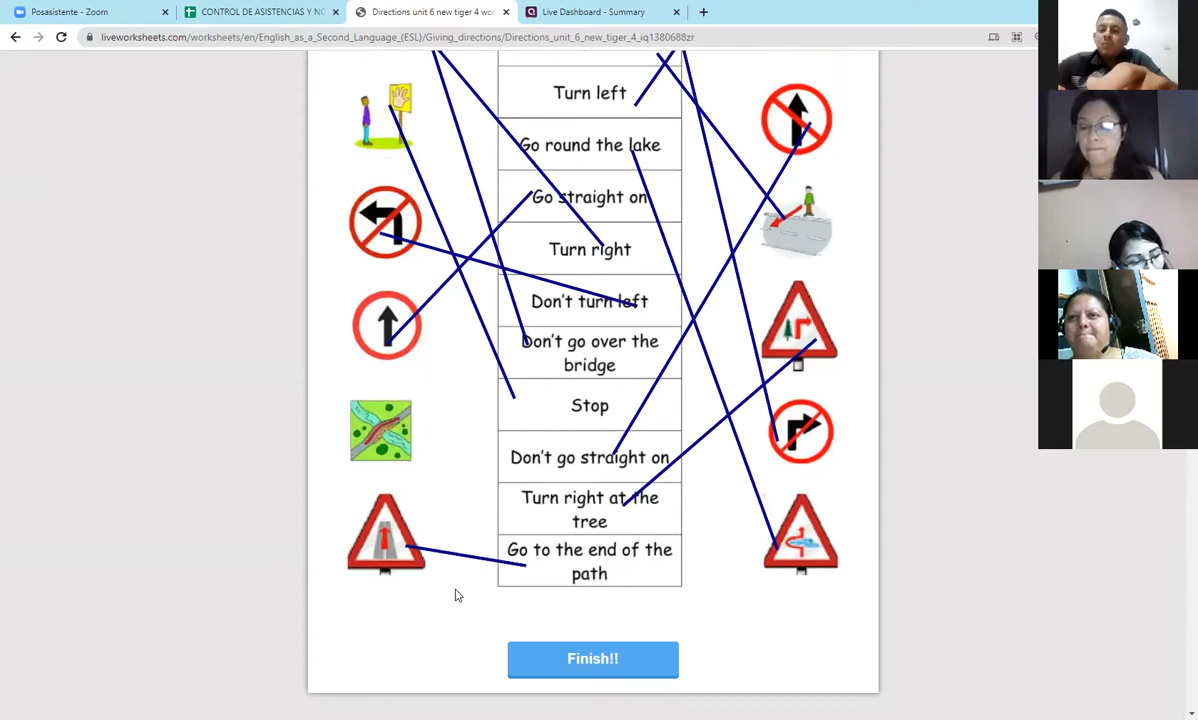 Posasistente - Zoom
CONTROL DE ASISTENCIAS Y NO
Directions unit 6 new tiger 4 wor
Live Dashboard - Summary
liveworksheets.com/worksheets/en/English_as_a_Second_Language_(ESL)/Giving_directions/Directions_unit_6_new_tiger_4_iq1380688zr
Turn left
Go round the lake
Go straight on
Turn right
Don't turn left
Don't go over the
bridge
Stop
Don't go straight on
Turn right at the
tree
Go to the end of the
path
Finish!!